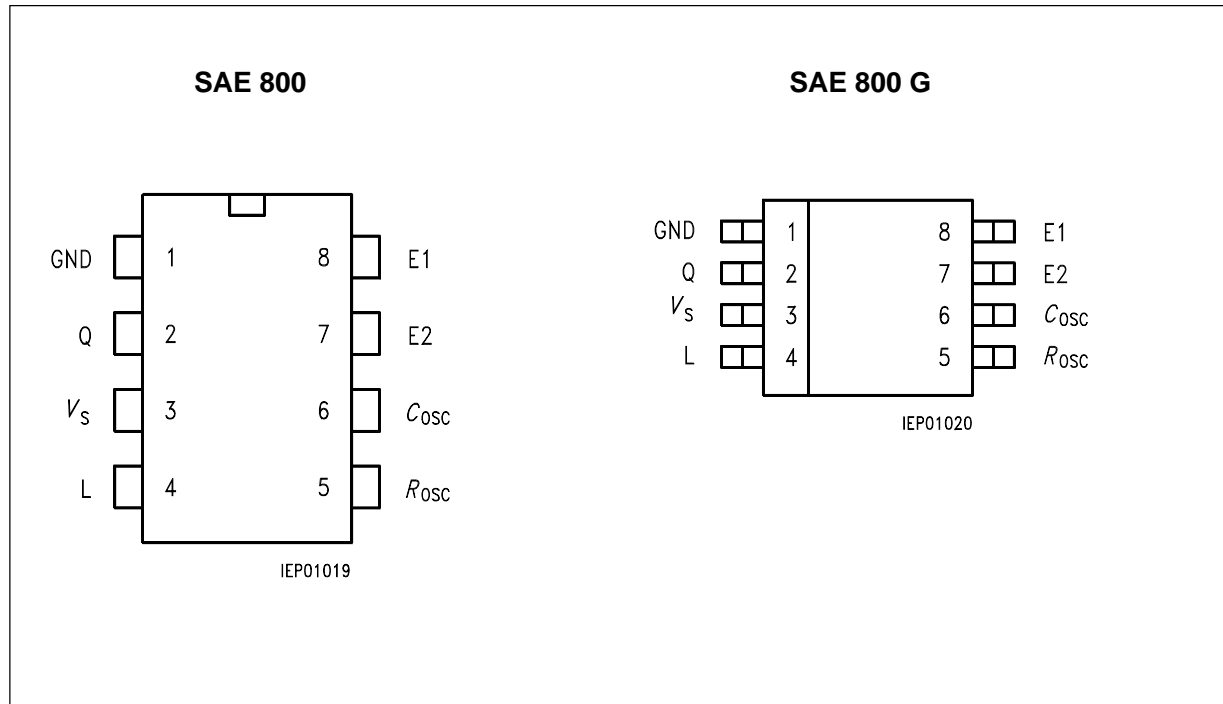 SAE 800
GND 1 8 E1
Q 2 7 E2
VS 3 6 COSC
L 4 5 ROSC
IEP01019
SAE 800 G
GND 1 8 E1
Q 2 7 E2
VS 3 6 COSC
L 4 5 ROSC
IEP01020